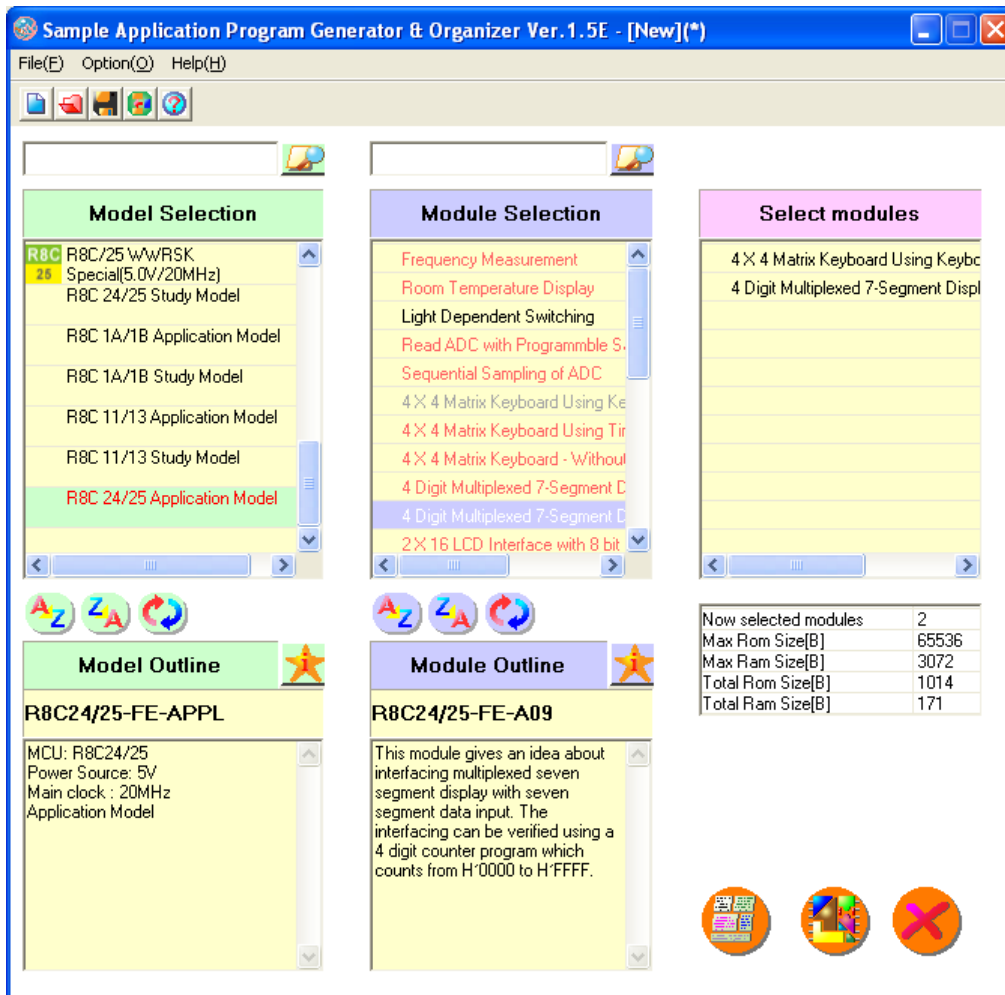 Sample Application Program Generator & Organizer Ver.1.5E - [New](*)
File(F) Option(O) Help(H)
Model Selection
R8C R8C/25 WWRSK
25 Special(5.0V/20MHz)
R8C 24/25 Study Model
R8C 1A/1B Application Model
R8C 1A/1B Study Model
R8C 11/13 Application Model
R8C 11/13 Study Model
R8C 24/25 Application Model
Module Selection
Frequency Measurement
Room Temperature Display
Light Dependent Switching
Read ADC with Programmble S
Sequential Sampling of ADC
4 X 4 Matrix Keyboard Using Ke
4 X 4 Matrix Keyboard Using Tir
4 X 4 Matrix Keyboard - Without
4 Digit Multiplexed 7-Segment D
4 Digit Multiplexed 7-Segment D
2 X 16 LCD Interface with 8 bit
Select modules
4 X 4 Matrix Keyboard Using Keybo
4 Digit Multiplexed 7-Segment Displ
AZ ZA
AZ ZA
Model Outline
i
R8C24/25-FE-APPL
MCU: R8C24/25
Power Source: 5V
Main clock : 20MHz
Application Model
Module Outline
i
R8C24/25-FE-A09
This module gives an idea about
interfacing multiplexed seven
segment display with seven
segment data input. The
interfacing can be verified using a
4 digit counter program which
counts from H'0000 to H'FFFF.
Now selected modules 2
Max Rom Size[B] 65536
Max Ram Size[B] 3072
Total Rom Size[B] 1014
Total Ram Size[B] 171